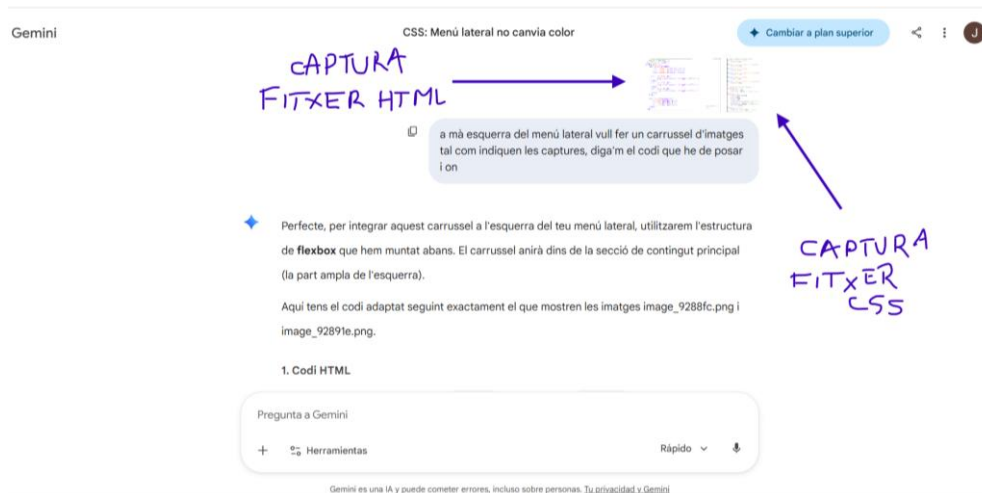 Gemini
CSS: Menú lateral no canvia color
Cambiar a plan superior
J
CAPTURA
FITXER HTML
a mà esquerra del menú lateral vull fer un carrussel d'imatges
tal com indiquen les captures, diga'm el codi que he de posar
i on
Perfecte, per integrar aquest carrussel a l'esquerra del teu menú lateral, utilitzarem l'estructura
de flexbox que hem muntat abans. El carrussel anirà dins de la secció de contingut principal
(la part ampla de l'esquerra).
CAPTURA
FITXER
CSS
Aquí tens el codi adaptat seguint exactament el que mostren les imatges image_9288fc.png i
image_92891e.png.
1. Codi HTML
Pregunta a Gemini
Herramientas
Rápido
Gemini es una IA y puede cometer errores, incluso sobre personas. Tu privacidad y Gemini